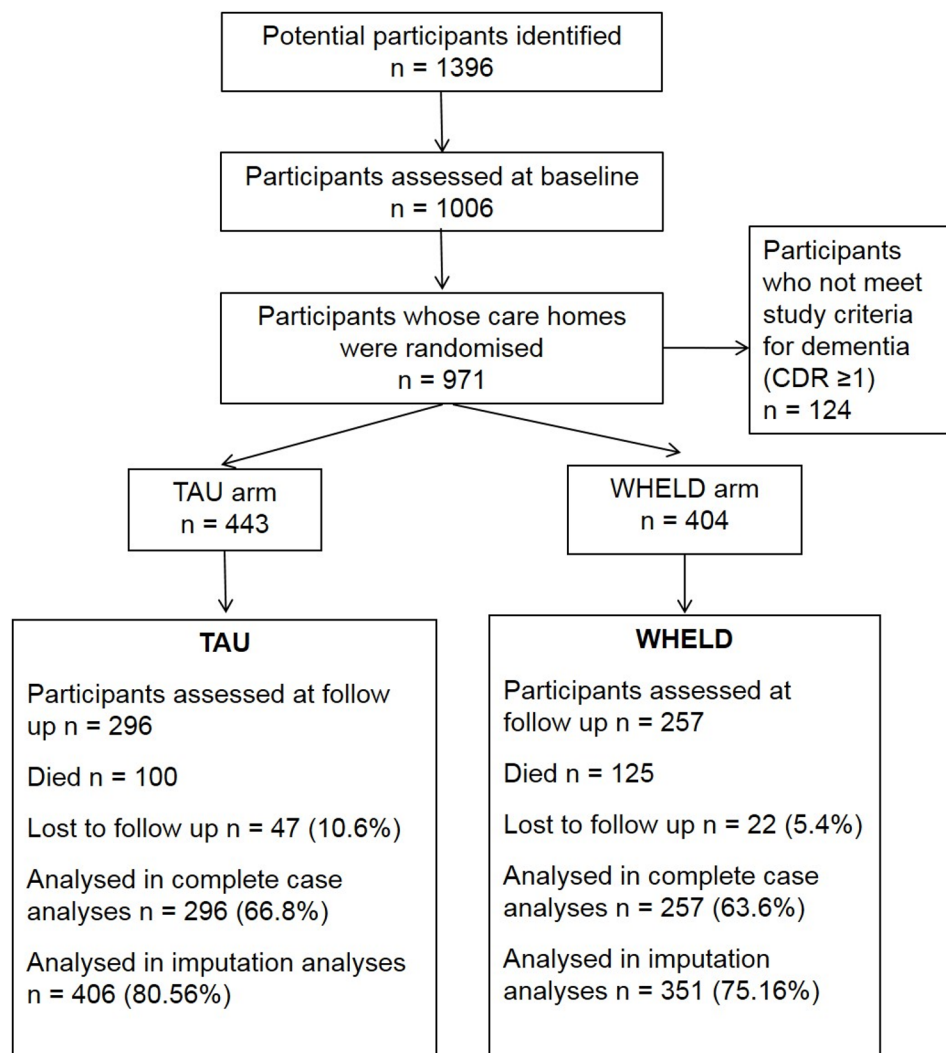 Potential participants identified
n = 1396
Participants assessed at baseline
n = 1006
Participants whose care homes
were randomised
n = 971
Participants
who not meet
study criteria
for dementia
(CDR ≥1)
n = 124
TAU arm
n = 443
WHELD arm
n = 404
TAU
Participants assessed at follow
up n = 296
Died n = 100
Lost to follow up n = 47 (10.6%)
Analysed in complete case
analyses n = 296 (66.8%)
Analysed in imputation analyses
n = 406 (80.56%)
WHELD
Participants assessed at
follow up n = 257
Died n = 125
Lost to follow up n = 22 (5.4%)
Analysed in complete case
analyses n = 257 (63.6%)
Analysed in imputation
analyses n = 351 (75.16%)